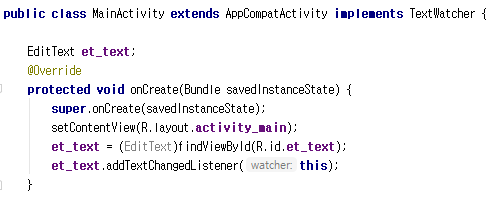 public class MainActivity extends AppCompatActivity implements TextWatcher {
EditText et_text;
@Override
protected void onCreate(Bundle savedInstanceState) {
super.onCreate(savedInstanceState);
setContentView(R.layout.activity_main);
et_text = (EditText)findViewById(R.id.et_text);
et_text.addTextChangedListener( watcher: this);
}